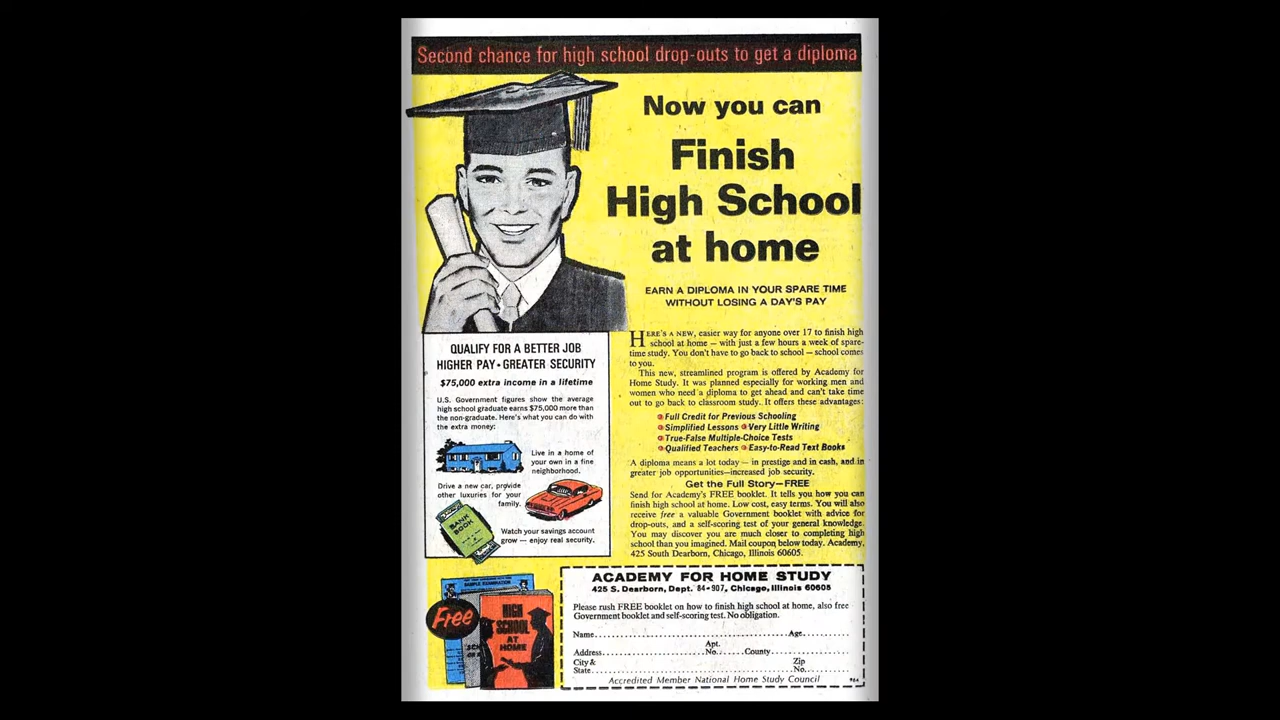 Second chance for high school drop-outs to get a diploma
Now you can
Finish
High School
at home
EARN A DIPLOMA IN YOUR SPARE TIME
WITHOUT LOSING A DAY'S PAY
QUALIFY FOR A BETTER JOB
HIGHER PAY • GREATER SECURITY
$75,000 extra income in a lifetime
U.S. Government figures show the average
high school graduate earns $75,000 more than
the non-graduate. Here's what you can do with
the extra money:
Live in a home of
your own in a fine
neighborhood.
Drive a new car, provide
other luxuries for your
family.
BANK
BOOK
Watch your savings account
grow — enjoy real security.
HERE'S A NEW, easier way for anyone over 17 to finish high
school at home — with just a few hours a week of spare-
time study. You don't have to go back to school — school comes
to you.
This new, streamlined program is offered by Academy for
Home Study. It was planned especially for working men and
women who need a diploma to get ahead and can't take time
out to go back to classroom study. It offers these advantages:
Full Credit for Previous Schooling
Simplified Lessons Very Little Writing
True-False Multiple-Choice Tests
Qualified Teachers Easy-to-Read Text Books
A diploma means a lot today — in prestige and in cash, and in
greater job opportunities—increased job security.
Get the Full Story—FREE
Send for Academy's FREE booklet. It tells you how you can
finish high school at home. Low cost, easy terms. You will also
receive free a valuable Government booklet with advice for
drop-outs, and a self-scoring test of your general knowledge.
You may discover you are much closer to completing high
school than you imagined. Mail coupon below today. Academy,
425 South Dearborn, Chicago, Illinois 60605.
SAMPLE EXAMINATION
Free
HIGH
SCHOOL
AT
HOME
ACADEMY FOR HOME STUDY
425 S. Dearborn, Dept. 84-907, Chicago, Illinois 60605
Please rush FREE booklet on how to finish high school at home, also free
Government booklet and self-scoring test. No obligation.
Name Age
Apt.
Address No. County
City & Zip
State No.
Accredited Member National Home Study Council